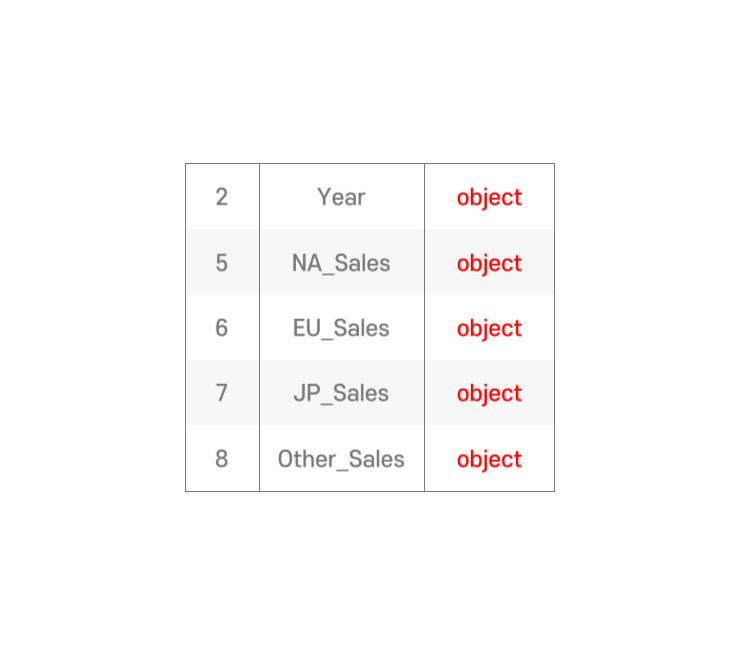 2 Year object
5 NA_Sales object
6 EU_Sales object
7 JP_Sales object
8 Other_Sales object